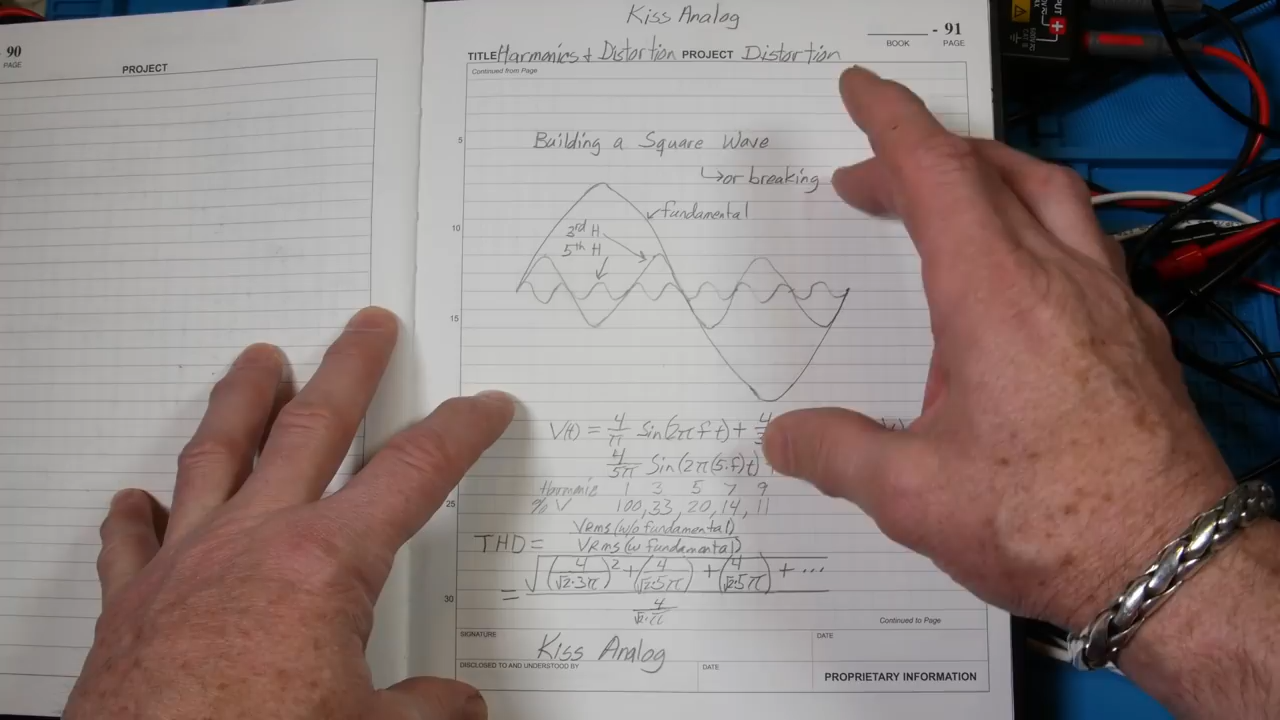 90
PAGE
PROJECT
Kiss Analog
- 91
BOOK PAGE
TITLE Harmonics & Distortion PROJECT Distortion
Continued from Page
5
Building a Square Wave
↳or breaking
fundamental
10
3rd H
5th H
15
V(t) = 4/π Sin(2πft) + 4/
4/5π Sin(2π(5·f)t)
Harmonic 1 3 5 7 9
% V 100, 33, 20, 14, 11
25
THD = VRms (w/o fundamental) / VRms (w fundamental)
= √((4/√2·3π)² + (4/√2·5π) + (4/√2·5π) + ... / 4/√2·π
30
Continued to Page
SIGNATURE
DATE
Kiss Analog
DISCLOSED TO AND UNDERSTOOD BY
DATE
PROPRIETARY INFORMATION